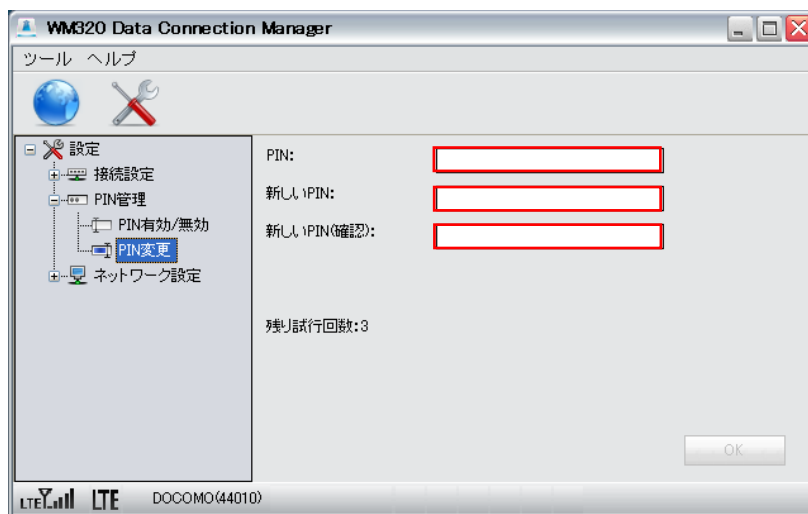 WM320 Data Connection Manager
ツール ヘルプ
設定
接続設定
PIN管理
PIN有効/無効
PIN変更
ネットワーク設定
PIN:
新しいPIN:
新しいPIN(確認):
残り試行回数:3
OK
LTE LTE DOCOMO(44010)